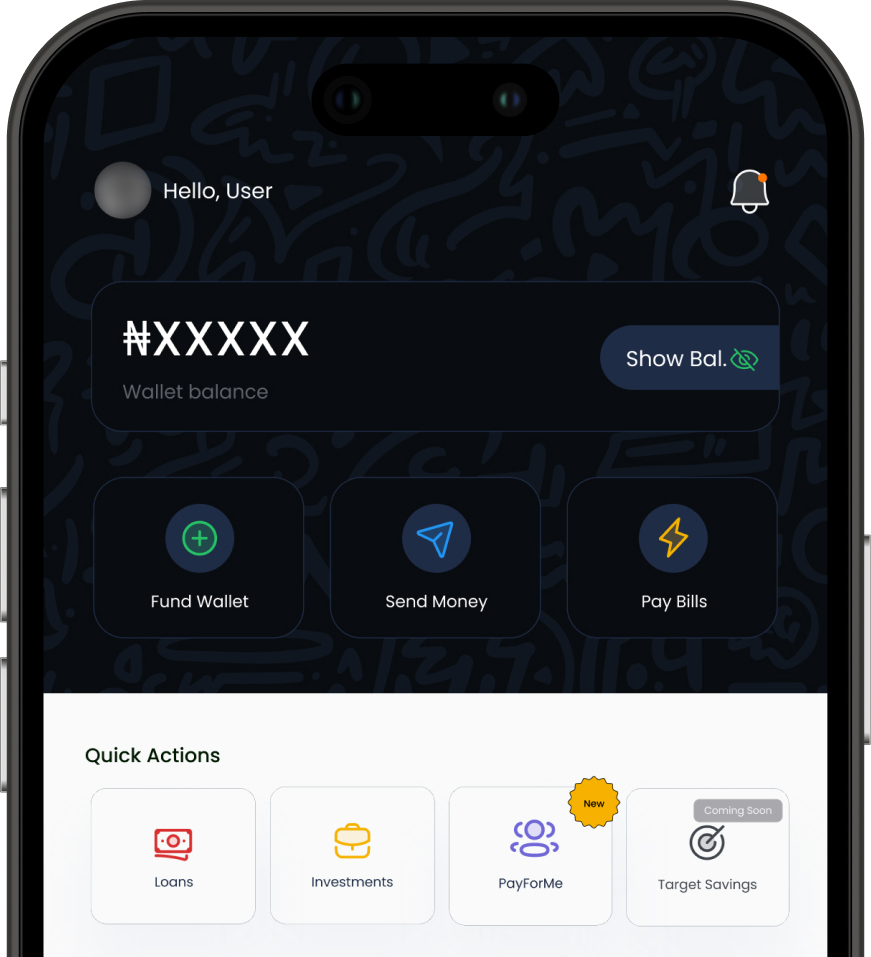 Hello, User
₦XXXXX
Show Bal.
Wallet balance
Fund Wallet
Send Money
Pay Bills
Quick Actions
New
Coming Soon
Loans
Investments
PayForMe
Target Savings